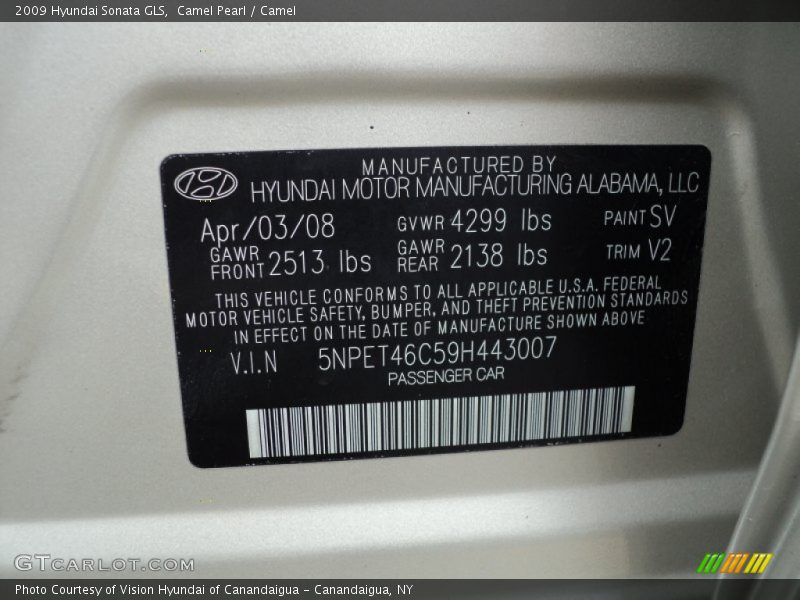 2009 Hyundai Sonata GLS,  Camel Pearl / Camel
MANUFACTURED BY
HYUNDAI MOTOR MANUFACTURING ALABAMA, LLC
Apr/03/08 GVWR 4299 lbs PAINT SV
GAWR FRONT 2513 lbs GAWR REAR 2138 lbs TRIM V2
THIS VEHICLE CONFORMS TO ALL APPLICABLE U.S.A. FEDERAL
MOTOR VEHICLE SAFETY, BUMPER, AND THEFT PREVENTION STANDARDS
IN EFFECT ON THE DATE OF MANUFACTURE SHOWN ABOVE
V.I.N 5NPET46C59H443007
PASSENGER CAR
GTCARLOT.COM
Photo Courtesy of Vision Hyundai of Canandaigua - Canandaigua, NY